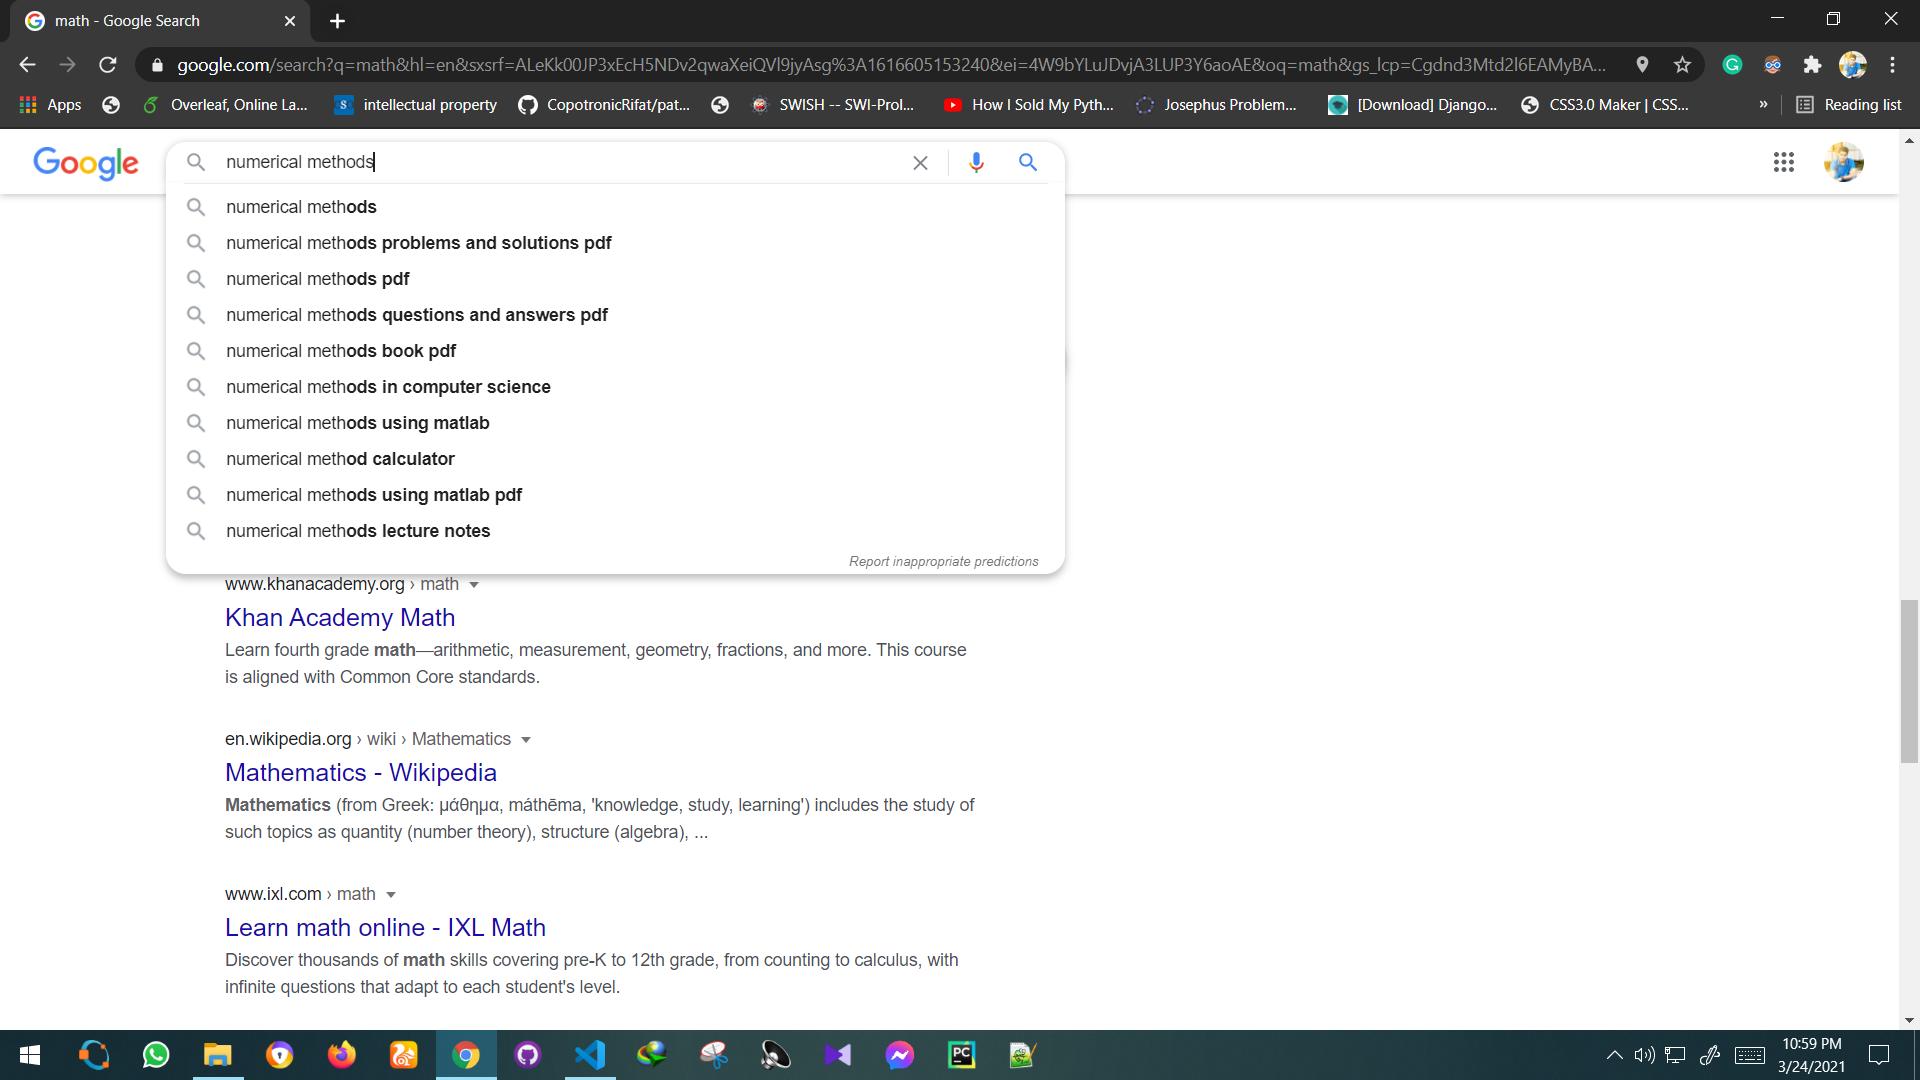 math - Google Search
google.com/search?q=math&hl=en&sxsrf=ALeKk00JP3xEcH5NDv2qwaXeiQVl9jyAsg%3A1616605153240&ei=4W9bYLuJDvjA3LUP3Y6aoAE&oq=math&gs_lcp=Cgdnd3Mtd2l6EAMyBA...
Apps Overleaf, Online La... intellectual property CopotronicRifat/pat... SWISH -- SWI-Prol... How I Sold My Pyth... Josephus Problem... [Download] Django... CSS3.0 Maker | CSS... » Reading list
Google numerical methods
numerical methods
numerical methods problems and solutions pdf
numerical methods pdf
numerical methods questions and answers pdf
numerical methods book pdf
numerical methods in computer science
numerical methods using matlab
numerical method calculator
numerical methods using matlab pdf
numerical methods lecture notes
Report inappropriate predictions
www.khanacademy.org › math
Khan Academy Math
Learn fourth grade math—arithmetic, measurement, geometry, fractions, and more. This course
is aligned with Common Core standards.
en.wikipedia.org › wiki › Mathematics
Mathematics - Wikipedia
Mathematics (from Greek: μάθημα, máthēma, 'knowledge, study, learning') includes the study of
such topics as quantity (number theory), structure (algebra), ...
www.ixl.com › math
Learn math online - IXL Math
Discover thousands of math skills covering pre-K to 12th grade, from counting to calculus, with
infinite questions that adapt to each student's level.
PC
10:59 PM
3/24/2021